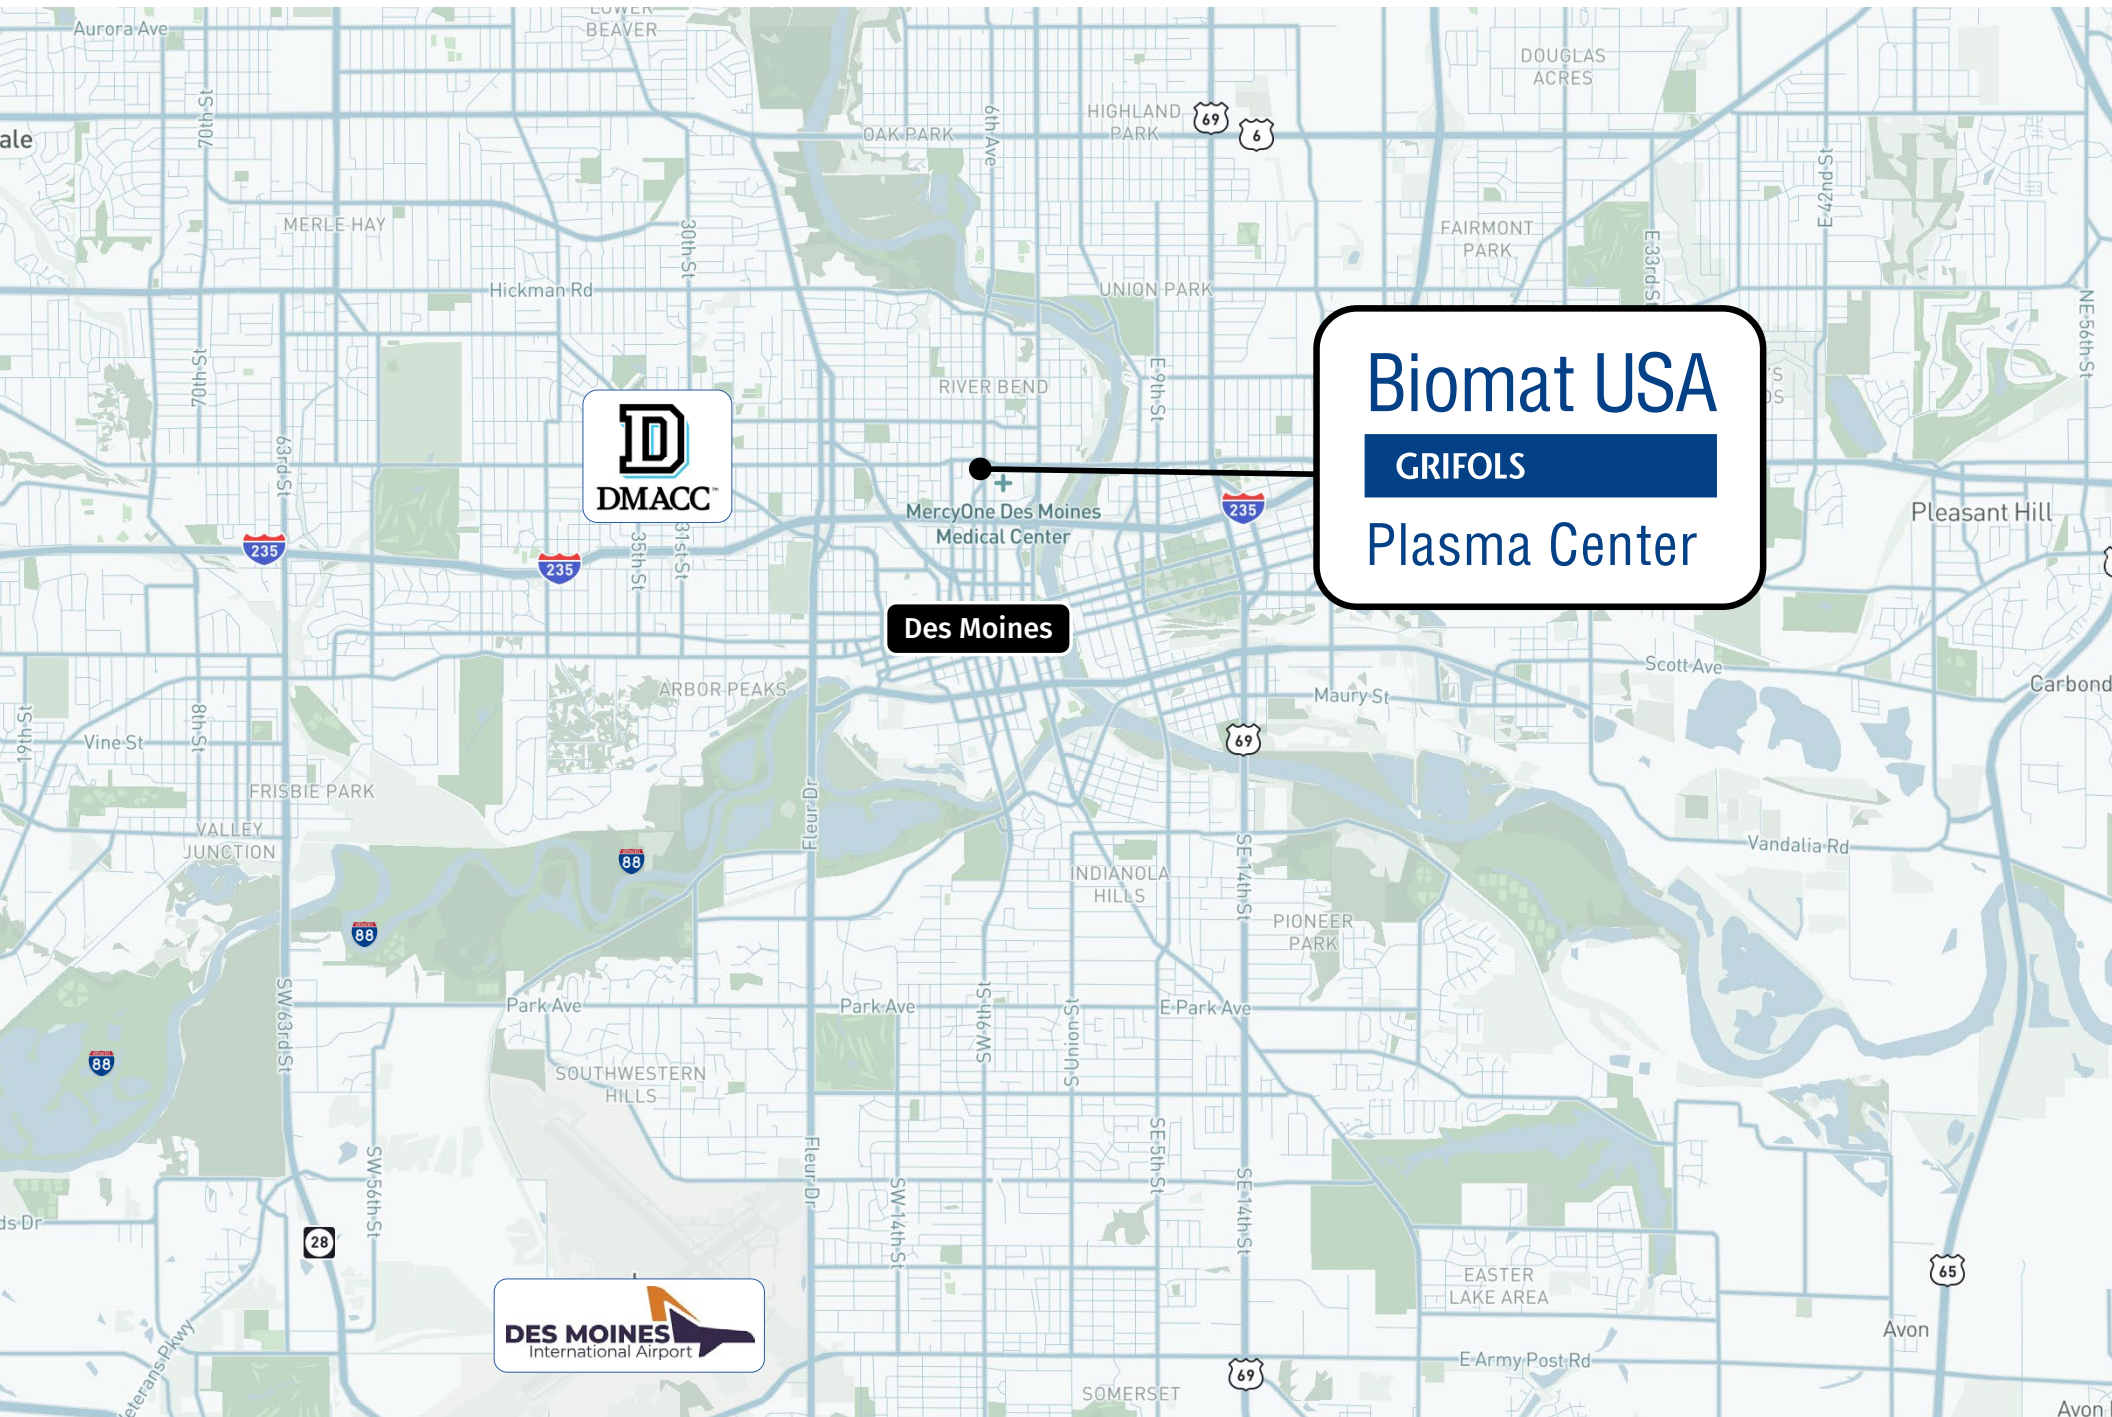 LOWER
BEAVER
Aurora Ave
DOUGLAS
ACRES
70th St
6th Ave
HIGHLAND
PARK
69
6
OAK PARK
ale
E 42nd St
MERLE HAY
30th St
FAIRMONT
PARK
E 33rd St
Hickman Rd
UNION PARK
NE 56th St
70th St
RIVER BEND
E 9th St
Biomat USA
GRIFOLS
Plasma Center
63rd St
D
DMACC™
MercyOne Des Moines
Medical Center
235
Pleasant Hill
235
235
35th St
31st St
Des Moines
Scott Ave
ARBOR PEAKS
Maury St
Carbond
19th St
8th St
Vine St
69
FRISBIE PARK
Fleur Dr
VALLEY
JUNCTION
88
SE 14th St
Vandalia Rd
INDIANOLA
HILLS
88
PIONEER
PARK
SW 63rd St
Park Ave
Park Ave
SW 9th St
S Union St
E Park Ave
88
SOUTHWESTERN
HILLS
SW 56th St
Fleur Dr
SW 14th St
SE 5th St
SE 14th St
ds Dr
28
EASTER
LAKE AREA
65
DES MOINES
International Airport
Avon
eterans Pkwy
E Army Post Rd
69
SOMERSET
Avon